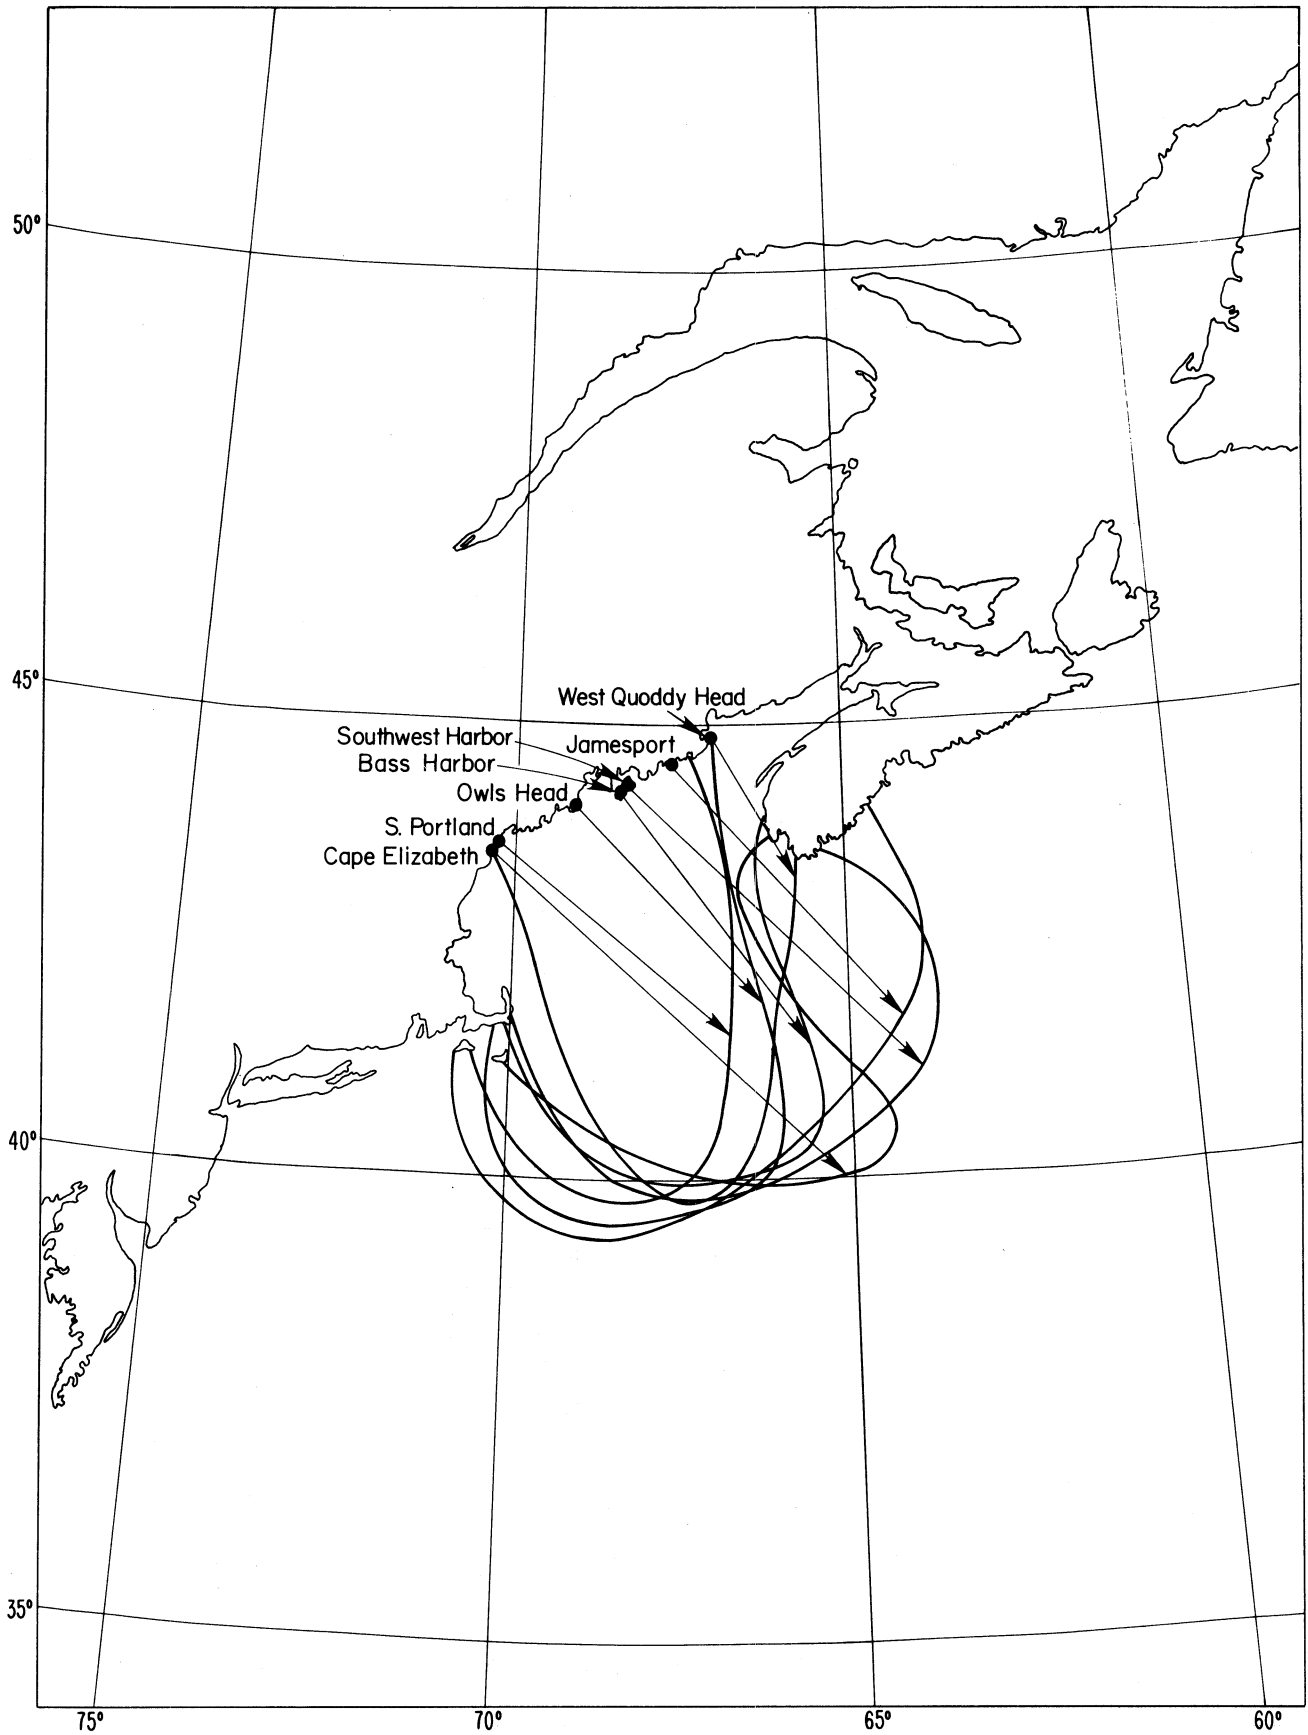 50°
45°
West Quoddy Head
Southwest Harbor
Jamesport
Bass Harbor
Owls Head
S. Portland
Cape Elizabeth
40°
35°
75°
70°
65°
60°